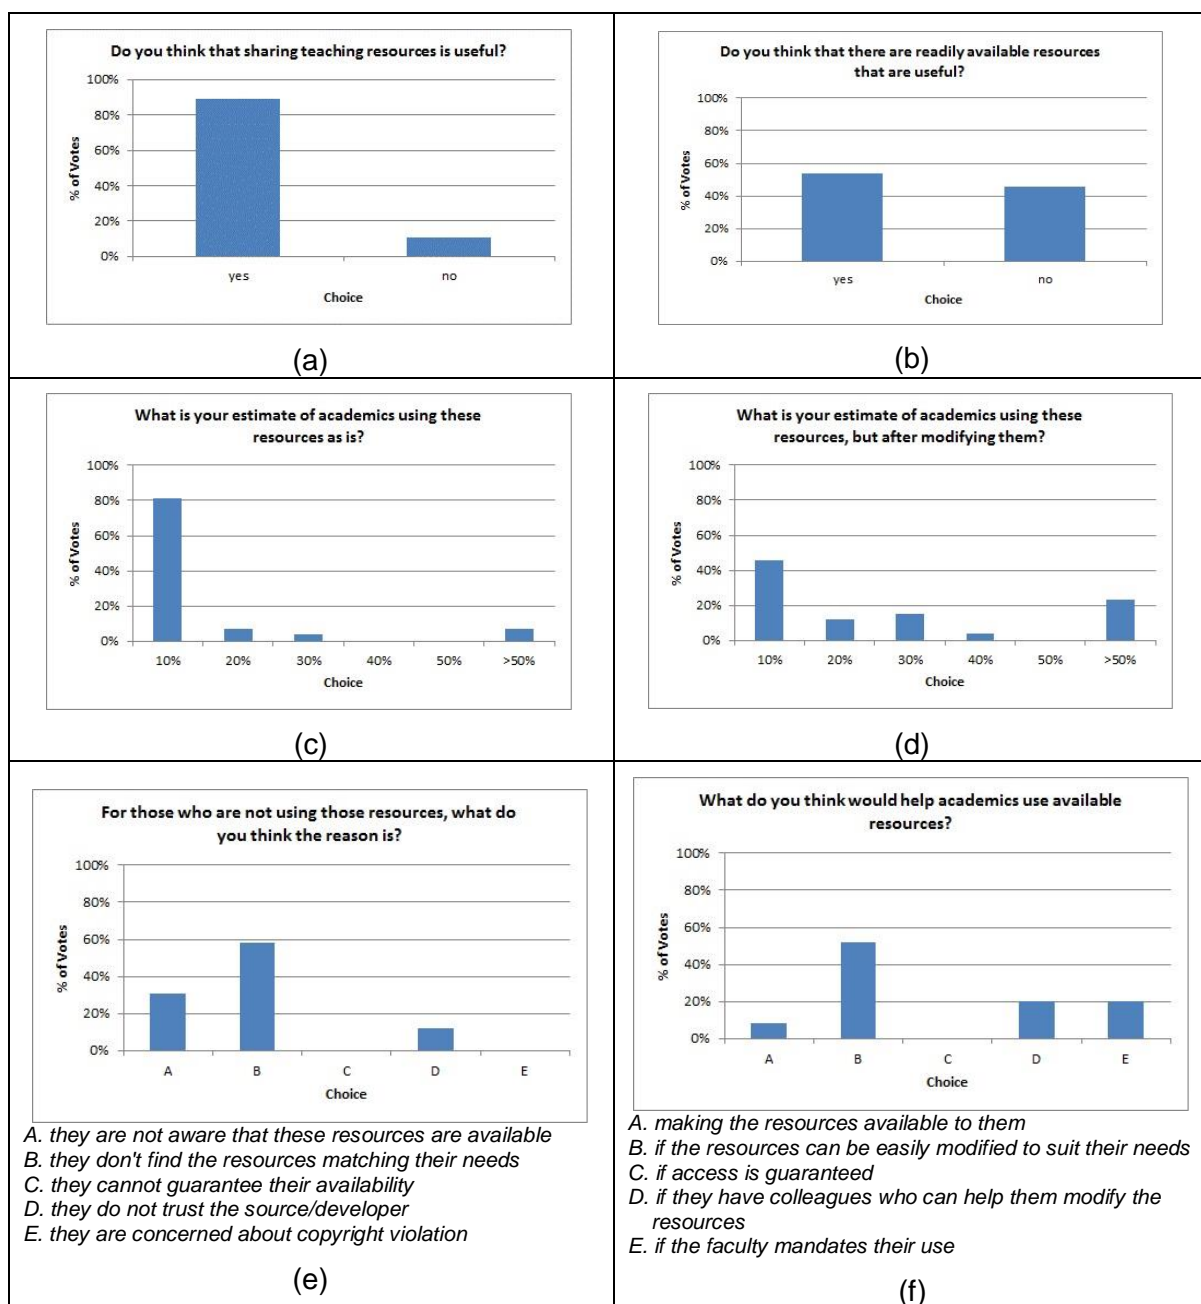 Do you think that sharing teaching resources is useful?
100%
80%
60%
40%
20%
0%
% of Votes
yes no
Choice
(a)
Do you think that there are readily available resources
that are useful?
100%
80%
60%
40%
20%
0%
% of Votes
yes no
Choice
(b)
What is your estimate of academics using these
resources as is?
100%
80%
60%
40%
20%
0%
% of Votes
10% 20% 30% 40% 50% >50%
Choice
(c)
What is your estimate of academics using these
resources, but after modifying them?
100%
80%
60%
40%
20%
0%
% of Votes
10% 20% 30% 40% 50% >50%
Choice
(d)
For those who are not using those resources, what do
you think the reason is?
100%
80%
60%
40%
20%
0%
% of Votes
A B C D E
Choice
A. they are not aware that these resources are available
B. they don't find the resources matching their needs
C. they cannot guarantee their availability
D. they do not trust the source/developer
E. they are concerned about copyright violation
(e)
What do you think would help academics use available
resources?
100%
80%
60%
40%
20%
0%
% of Votes
A B C D E
Choice
A. making the resources available to them
B. if the resources can be easily modified to suit their needs
C. if access is guaranteed
D. if they have colleagues who can help them modify the
resources
E. if the faculty mandates their use
(f)